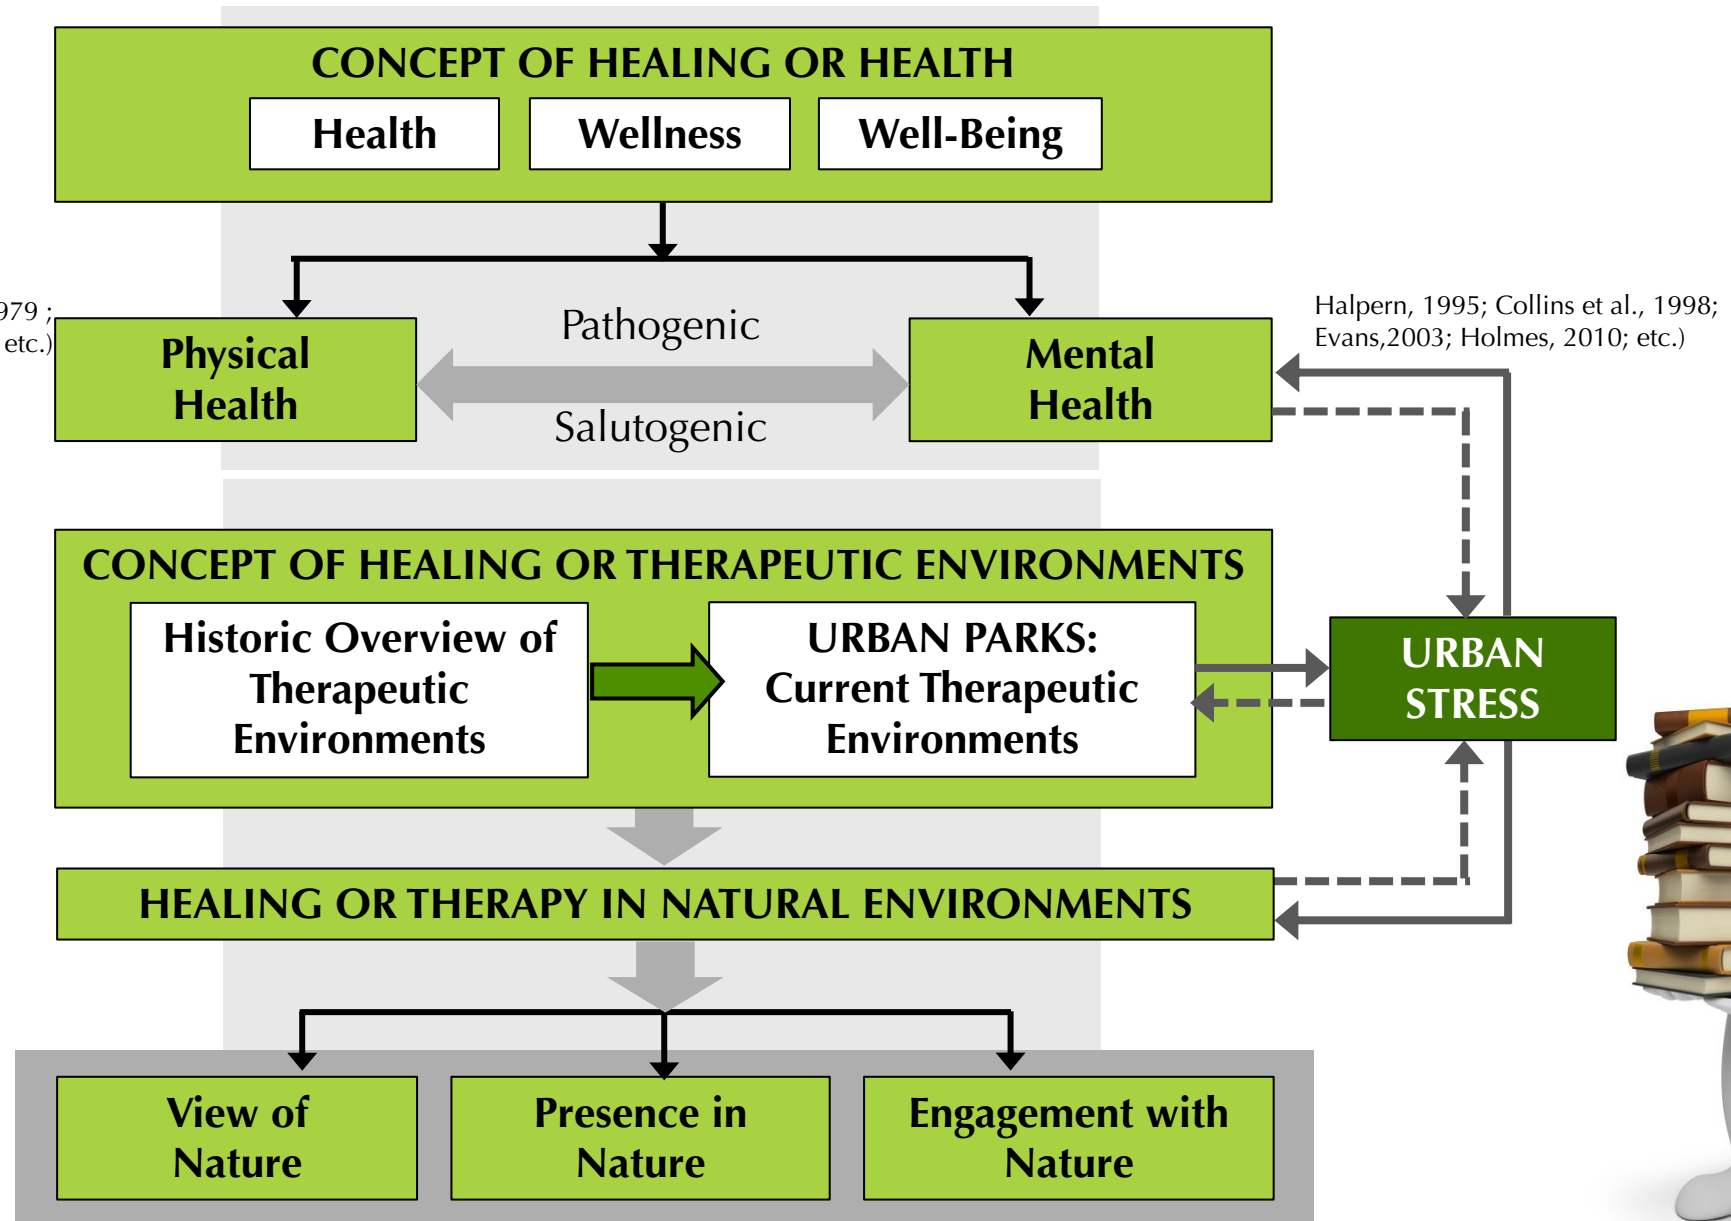 CONCEPT OF HEALING OR HEALTH
Health
Wellness
Well-Being
979 ;
etc.)
Physical
Health
Pathogenic
Salutogenic
Mental
Health
Halpern, 1995; Collins et al., 1998;
Evans,2003; Holmes, 2010; etc.)
CONCEPT OF HEALING OR THERAPEUTIC ENVIRONMENTS
Historic Overview of
Therapeutic
Environments
URBAN PARKS:
Current Therapeutic
Environments
URBAN
STRESS
HEALING OR THERAPY IN NATURAL ENVIRONMENTS
View of
Nature
Presence in
Nature
Engagement with
Nature